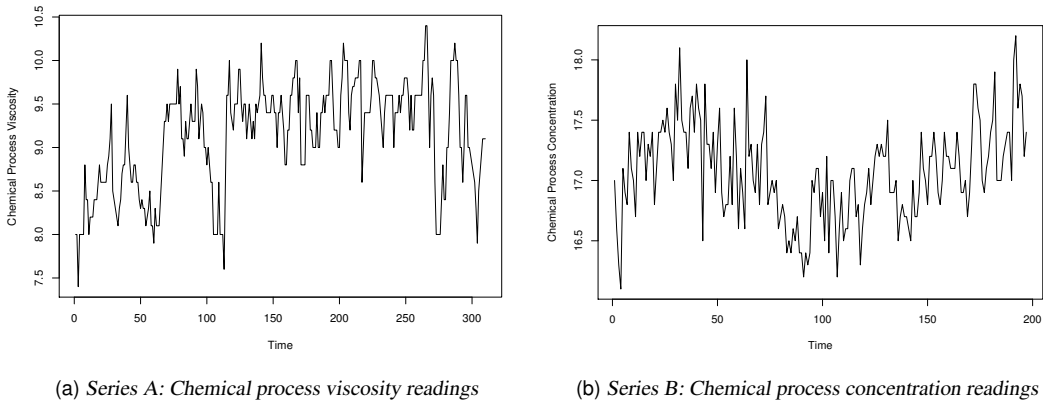 Chemical Process Viscosity
10.5
10.0
9.5
9.0
8.5
8.0
7.5
0 50 100 150 200 250 300
Time
(a) Series A: Chemical process viscosity readings
Chemical Process Concentration
18.0
17.5
17.0
16.5
0 50 100 150 200
Time
(b) Series B: Chemical process concentration readings